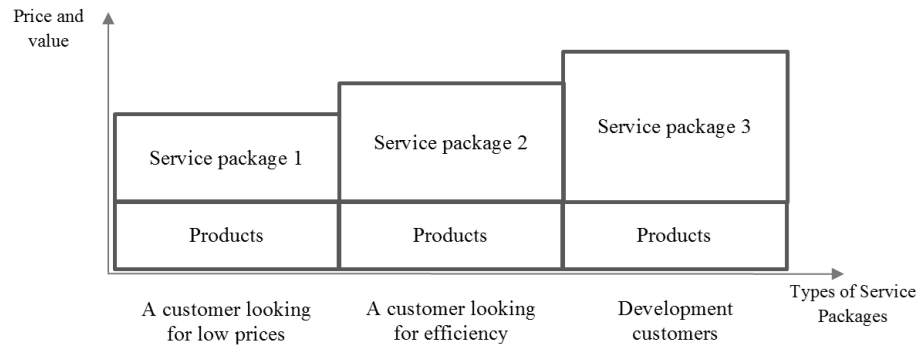 Price and
value
Service package 1
Service package 2
Service package 3
Products
Products
Products
A customer looking
for low prices
A customer looking
for efficiency
Development
customers
Types of Service
Packages